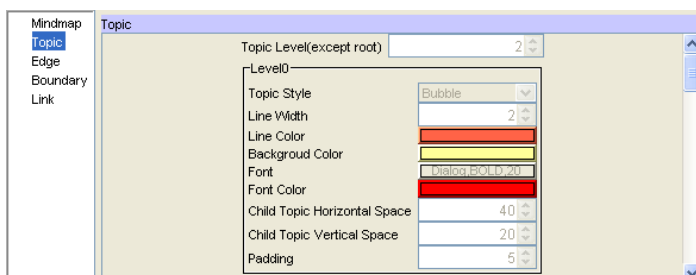 Mindmap
Topic
Edge
Boundary
Link
Topic
Topic Level(except root) 2
Level0
Topic Style Bubble
Line Width 2
Line Color
Backgroud Color
Font Dialog,BOLD,20
Font Color
Child Topic Horizontal Space 40
Child Topic Vertical Space 20
Padding 5